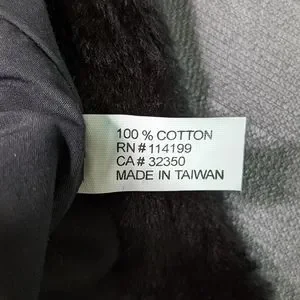 100 % COTTON
RN # 114199
CA # 32350
MADE IN TAIWAN